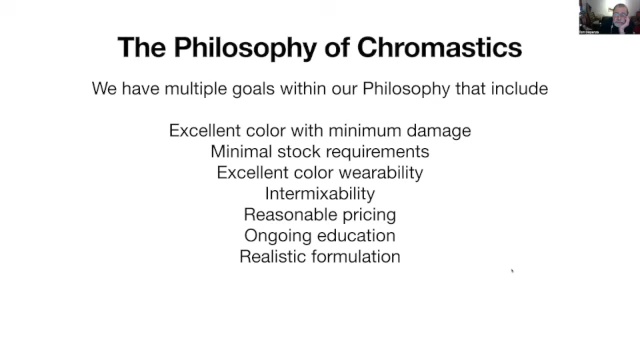 The Philosophy of Chromastics
We have multiple goals within our Philosophy that include
Excellent color with minimum damage
Minimal stock requirements
Excellent color wearability
Intermixability
Reasonable pricing
Ongoing education
Realistic formulation